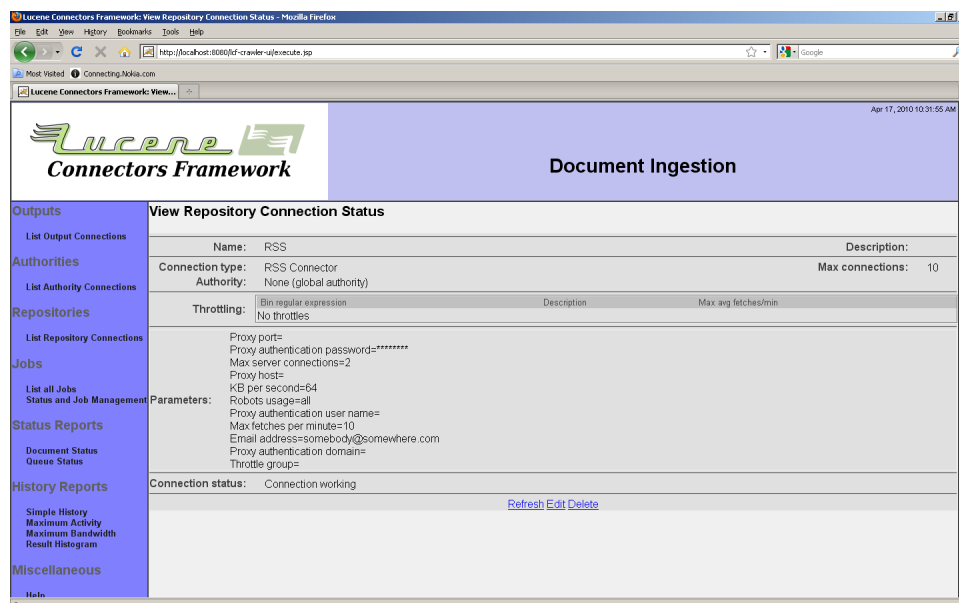 Lucene Connectors Framework: View Repository Connection Status - Mozilla Firefox
File Edit View History Bookmarks Tools Help
http://localhost:8080/lcf-crawler-ui/execute.jsp
Google
Most Visited Connecting.Nokia.com
Lucene Connectors Framework: View...
Apr 17, 2010 10:31:55 AM
Lucene
Connectors Framework
Document Ingestion
Outputs
List Output Connections
Authorities
List Authority Connections
Repositories
List Repository Connections
Jobs
List all Jobs
Status and Job Management
Status Reports
Document Status
Queue Status
History Reports
Simple History
Maximum Activity
Maximum Bandwidth
Result Histogram
Miscellaneous
Help
View Repository Connection Status
Name: RSS Description:
Connection type: RSS Connector Max connections: 10
Authority: None (global authority)
Throttling:
Bin regular expression Description Max avg fetches/min
No throttles
Parameters:
Proxy port=
Proxy authentication password=********
Max server connections=2
Proxy host=
KB per second=64
Robots usage=all
Proxy authentication user name=
Max fetches per minute=10
Email address=somebody@somewhere.com
Proxy authentication domain=
Throttle group=
Connection status: Connection working
Refresh Edit Delete